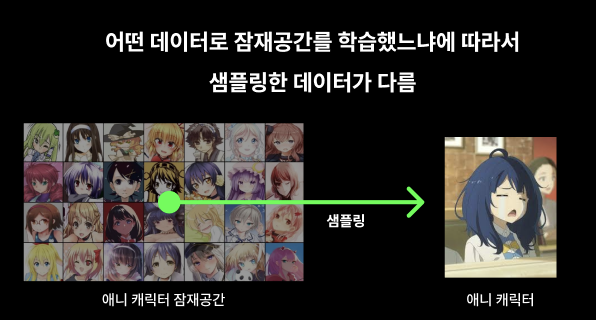 어떤 데이터로 잠재공간를 학습했느냐에 따라서
샘플링한 데이터가 다름
샘플링
애니 캐릭터 잠재공간
애니 캐릭터